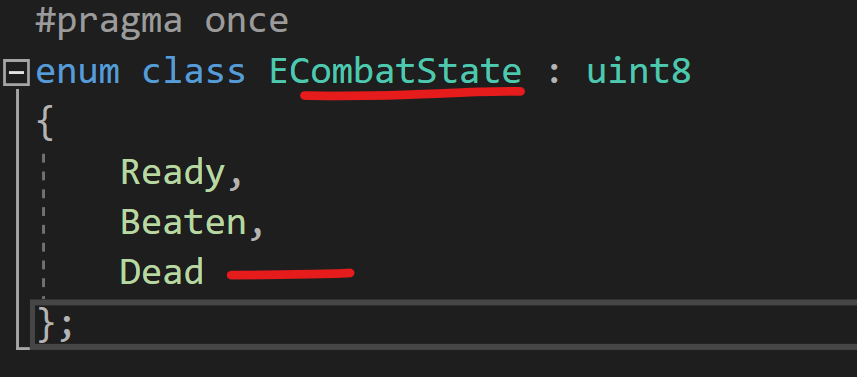 #pragma once
enum class ECombatState : uint8
{
Ready,
Beaten,
Dead
};